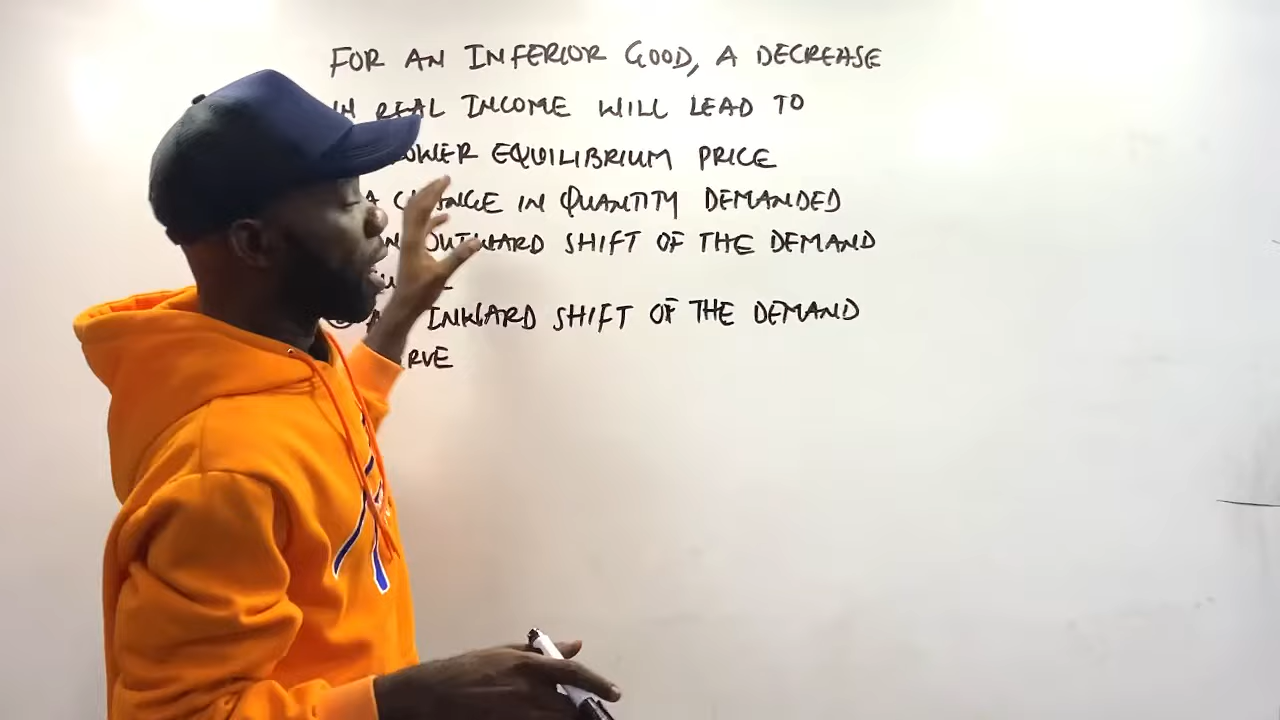 FOR AN INFERIOR GOOD, A DECREASE
IN REAL INCOME WILL LEAD TO
LOWER EQUILIBRIUM PRICE
A CHANGE IN QUANTITY DEMANDED
OUTWARD SHIFT OF THE DEMAND
INWARD SHIFT OF THE DEMAND